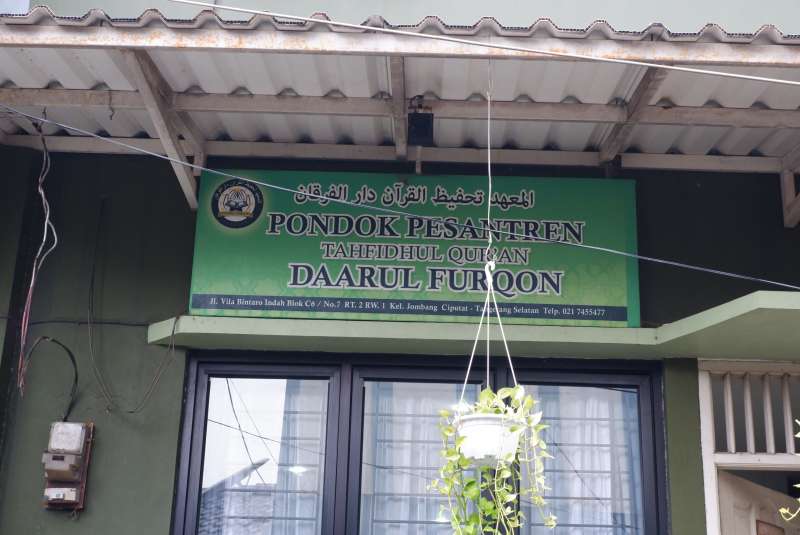 المعهد تحفيظ القرآن دار الفرقان
PONDOK PESANTREN
TAHFIDHUL QUR'AN
DAARUL FURQON
Jl. Vila Bintaro Indah Blok C6 / No.7 RT. 2 RW. 1 Kel. Jombang Ciputat - Tangerang Selatan Telp. 021 7455477